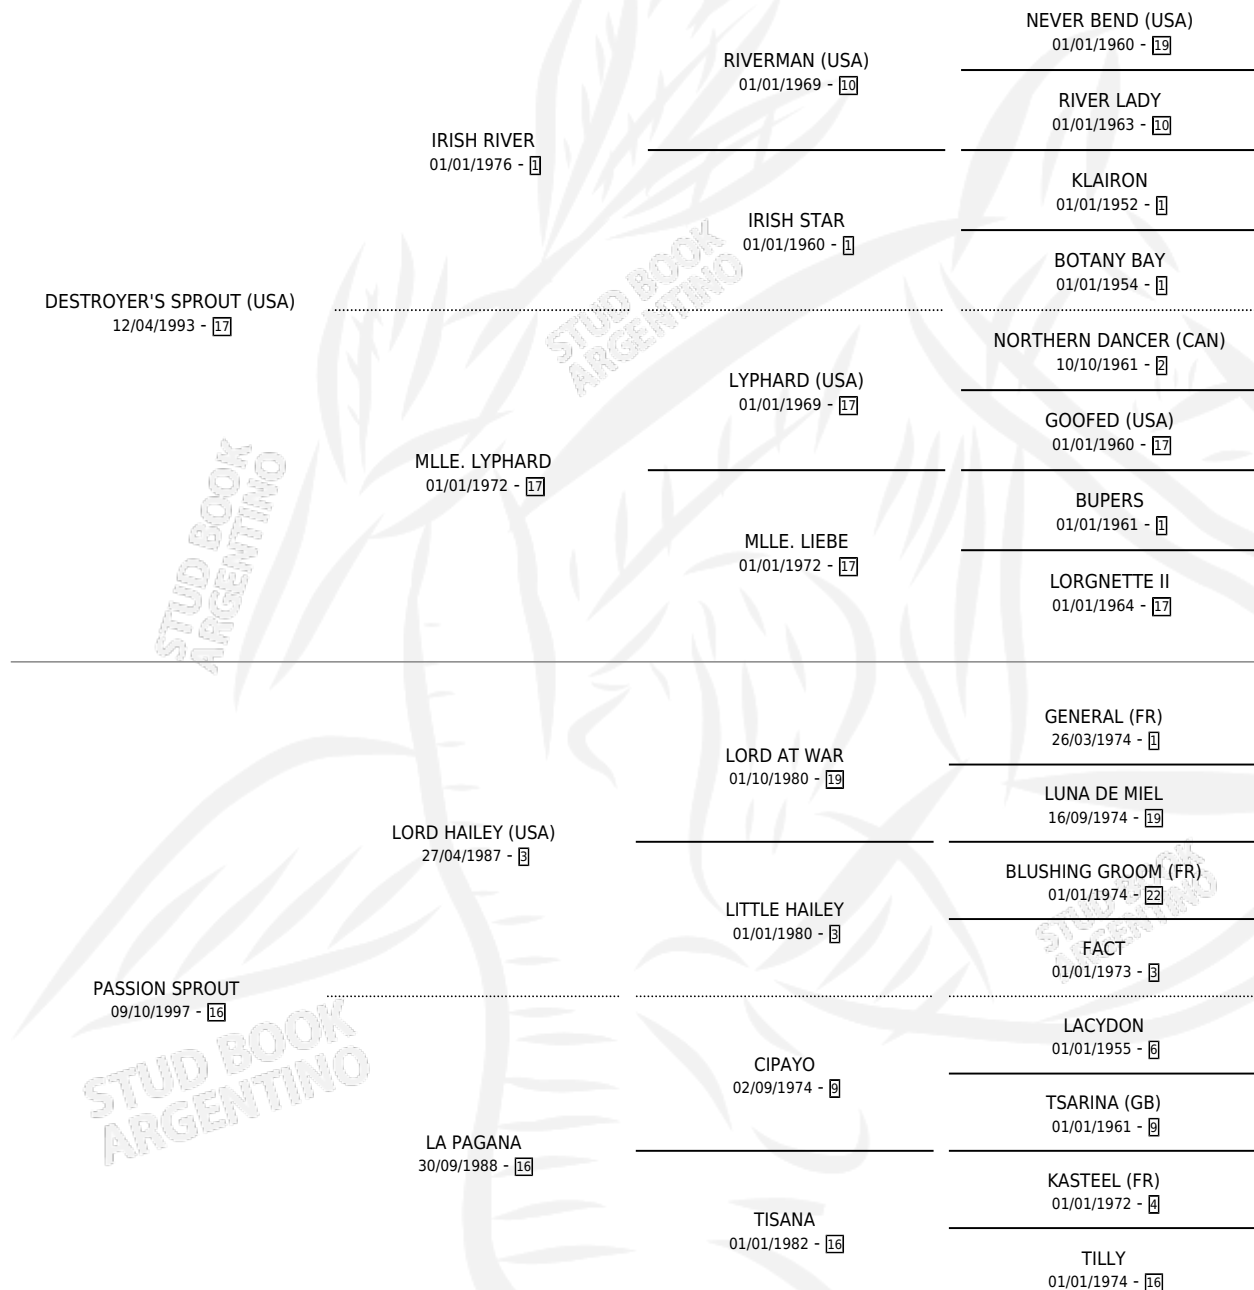 NEVER BEND (USA)
01/01/1960 - 19
RIVERMAN (USA)
01/01/1969 - 10
RIVER LADY
01/01/1963 - 10
IRISH RIVER
01/01/1976 - 1
KLAIRON
01/01/1952 - 1
IRISH STAR
01/01/1960 - 1
BOTANY BAY
01/01/1954 - 1
DESTROYER'S SPROUT (USA)
12/04/1993 - 17
NORTHERN DANCER (CAN)
10/10/1961 - 2
LYPHARD (USA)
01/01/1969 - 17
GOOFED (USA)
01/01/1960 - 17
MLLE. LYPHARD
01/01/1972 - 17
BUPERS
01/01/1961 - 1
MLLE. LIEBE
01/01/1972 - 17
LORGNETTE II
01/01/1964 - 17
GENERAL (FR)
26/03/1974 - 1
LORD AT WAR
01/10/1980 - 19
LUNA DE MIEL
16/09/1974 - 19
LORD HAILEY (USA)
27/04/1987 - 3
BLUSHING GROOM (FR)
01/01/1974 - 22
LITTLE HAILEY
01/01/1980 - 3
FACT
01/01/1973 - 3
PASSION SPROUT
09/10/1997 - 16
LACYDON
01/01/1955 - 6
CIPAYO
02/09/1974 - 9
TSARINA (GB)
01/01/1961 - 9
LA PAGANA
30/09/1988 - 16
KASTEEL (FR)
01/01/1972 - 4
TISANA
01/01/1982 - 16
TILLY
01/01/1974 - 16
STUD BOOK
ARGENTINO
STUD BOOK
ARGENTINO
STUD BOOK
ARGENTINO
STUD BOOK
ARGENTINO